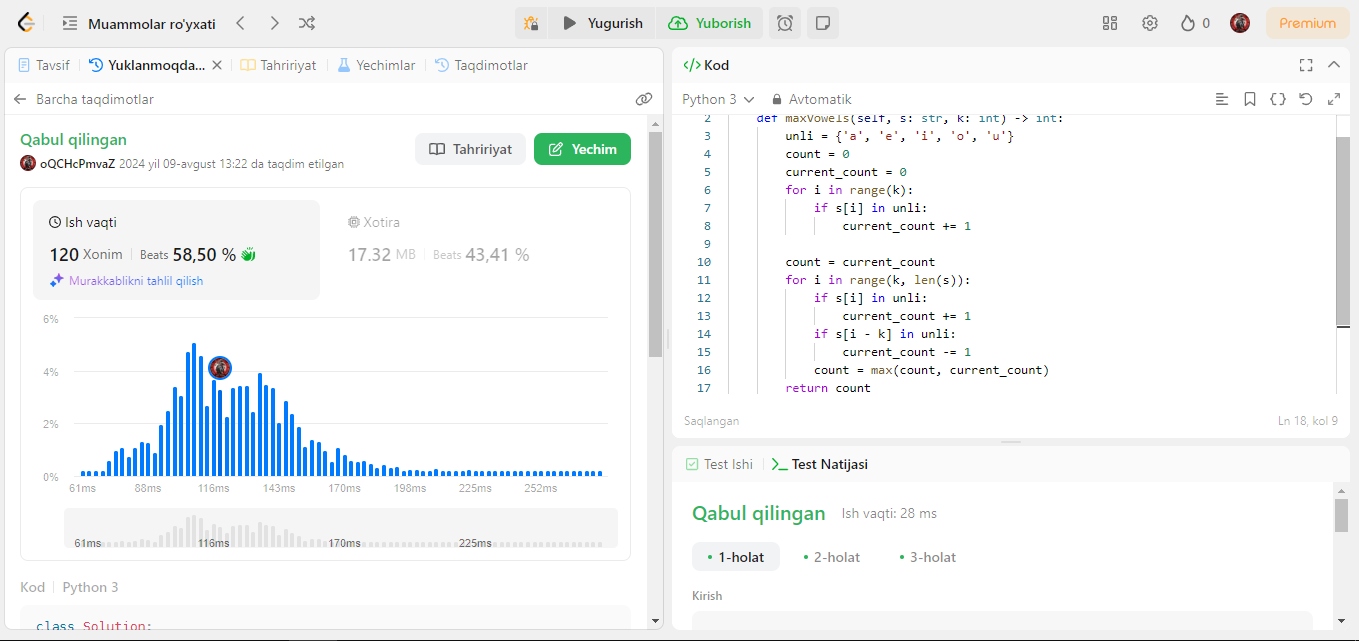 Muammolar ro'yxati
Yugurish
Yuborish
0
Premium
Tavsif
Yuklanmoqda...
Tahririyat
Yechimlar
Taqdimotlar
Barcha taqdimotlar
Qabul qilingan
oQCHcPmvaZ 2024 yil 09-avgust 13:22 da taqdim etilgan
Tahririyat
Yechim
Ish vaqti
120 Xonim
Beats 58,50 %
Murakkablikni tahlil qilish
Xotira
17.32 MB
Beats 43,41 %
6%
4%
2%
0%
61ms 88ms 116ms 143ms 170ms 198ms 225ms 252ms
61ms 116ms 170ms 225ms
Kod
Python 3
class Solution:
</> Kod
Python 3
Avtomatik
2 def maxVowels(self, s: str, k: int) -> int:
3 unli = {'a', 'e', 'i', 'o', 'u'}
4 count = 0
5 current_count = 0
6 for i in range(k):
7 if s[i] in unli:
8 current_count += 1
9
10 count = current_count
11 for i in range(k, len(s)):
12 if s[i] in unli:
13 current_count += 1
14 if s[i - k] in unli:
15 current_count -= 1
16 count = max(count, current_count)
17 return count
Saqlangan
Ln 18, kol 9
Test Ishi
Test Natijasi
Qabul qilingan
Ish vaqti: 28 ms
1-holat
2-holat
3-holat
Kirish